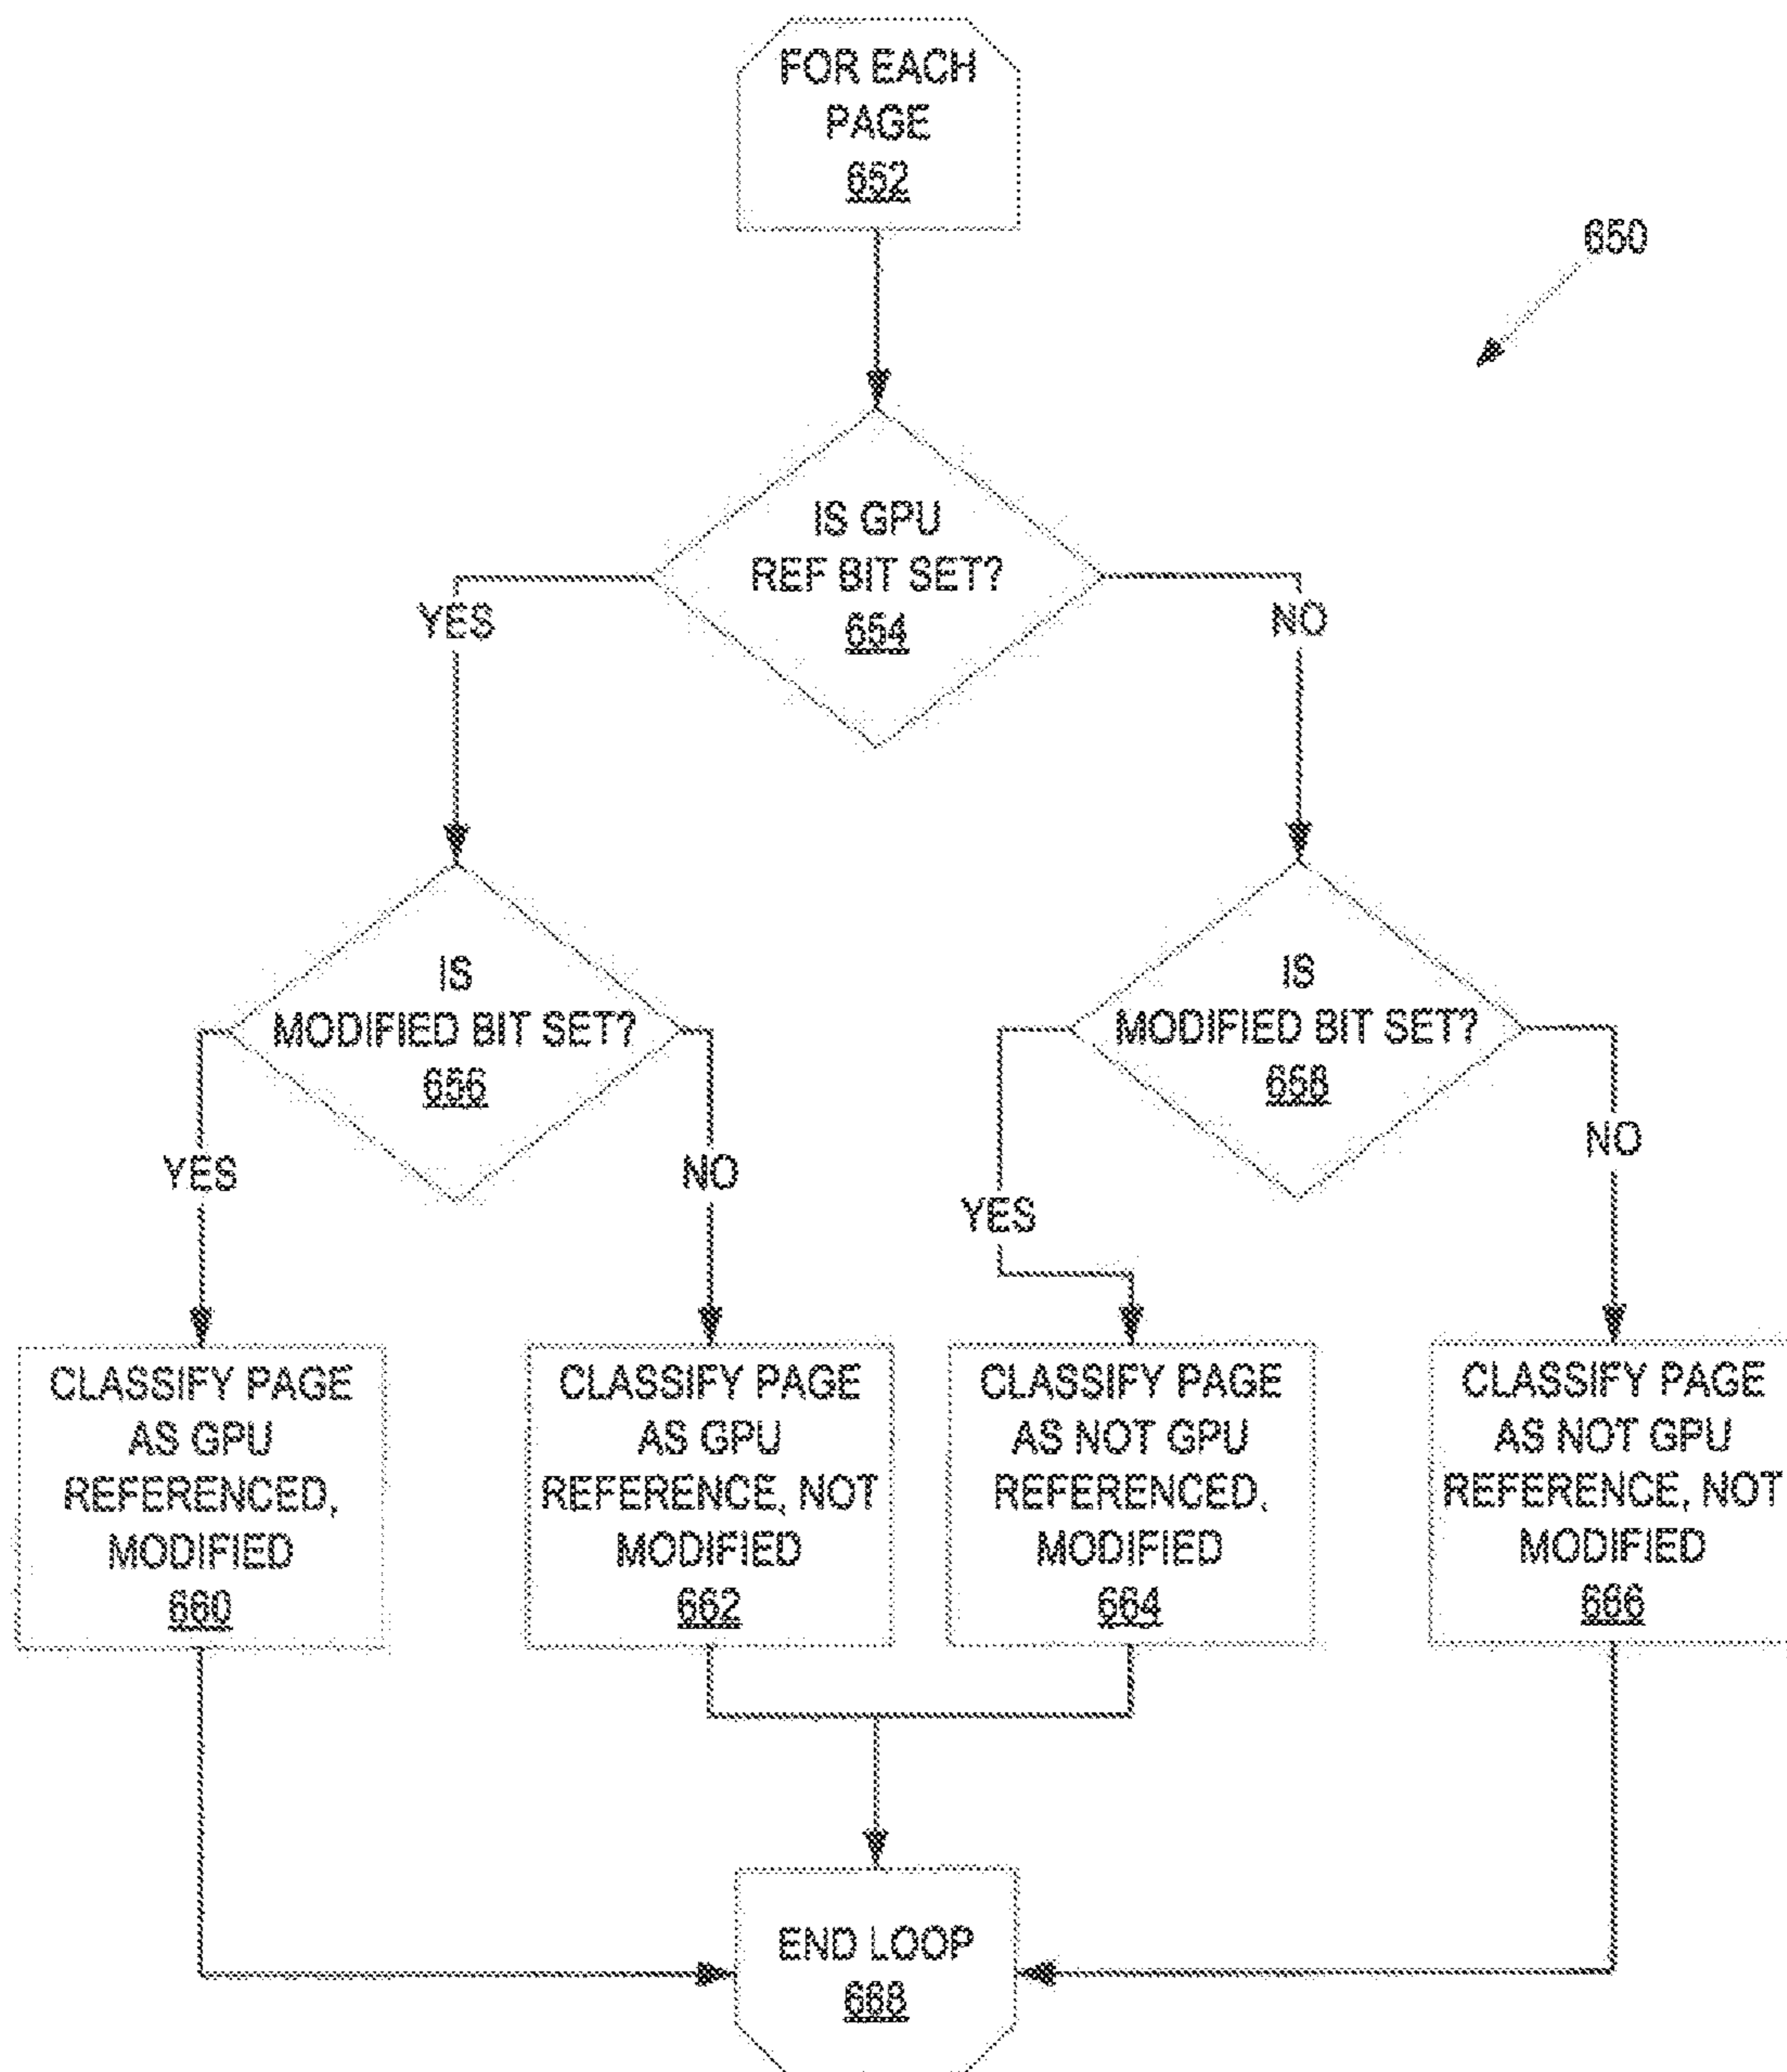 FOR EACH
PAGE
652
650
IS GPU
REF BIT SET?
654
YES
NO
IS
MODIFIED BIT SET?
656
IS
MODIFIED BIT SET?
658
YES
NO
YES
NO
CLASSIFY PAGE
AS GPU
REFERENCED,
MODIFIED
660
CLASSIFY PAGE
AS GPU
REFERENCE, NOT
MODIFIED
662
CLASSIFY PAGE
AS NOT GPU
REFERENCED,
MODIFIED
664
CLASSIFY PAGE
AS NOT GPU
REFERENCE, NOT
MODIFIED
666
END LOOP
668